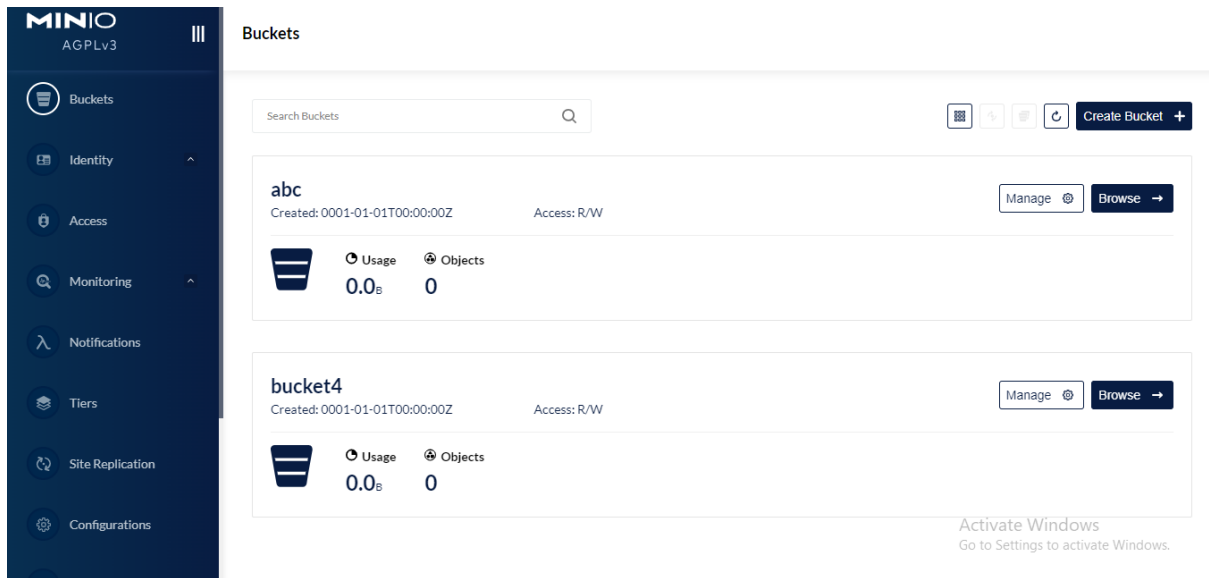 MINIO
AGPLv3
Buckets
Identity
Access
Monitoring
Notifications
Tiers
Site Replication
Configurations
Buckets
Search Buckets
Create Bucket +
abc
Created: 0001-01-01T00:00:00Z Access: R/W
Manage Browse →
Usage Objects
0.0B 0
bucket4
Created: 0001-01-01T00:00:00Z Access: R/W
Manage Browse →
Usage Objects
0.0B 0
Activate Windows
Go to Settings to activate Windows.